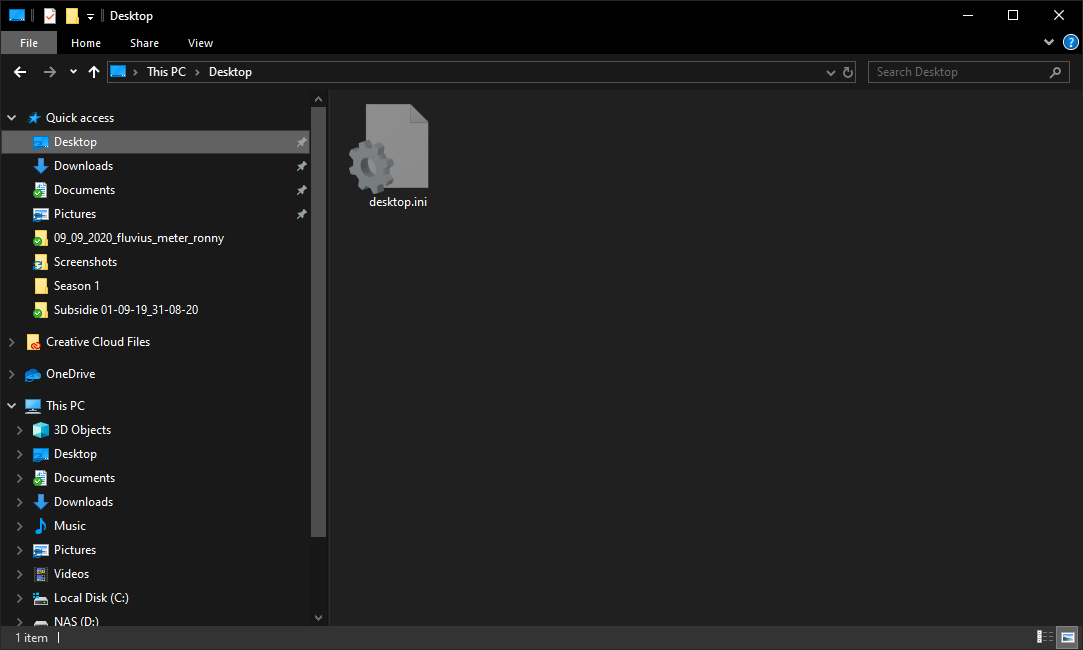 Desktop
File Home Share View
This PC Desktop
Search Desktop
Quick access
Desktop
Downloads
Documents
Pictures
09_09_2020_fluvius_meter_ronny
Screenshots
Season 1
Subsidie 01-09-19_31-08-20
Creative Cloud Files
OneDrive
This PC
3D Objects
Desktop
Documents
Downloads
Music
Pictures
Videos
Local Disk (C:)
NAS (D:)
desktop.ini
1 item